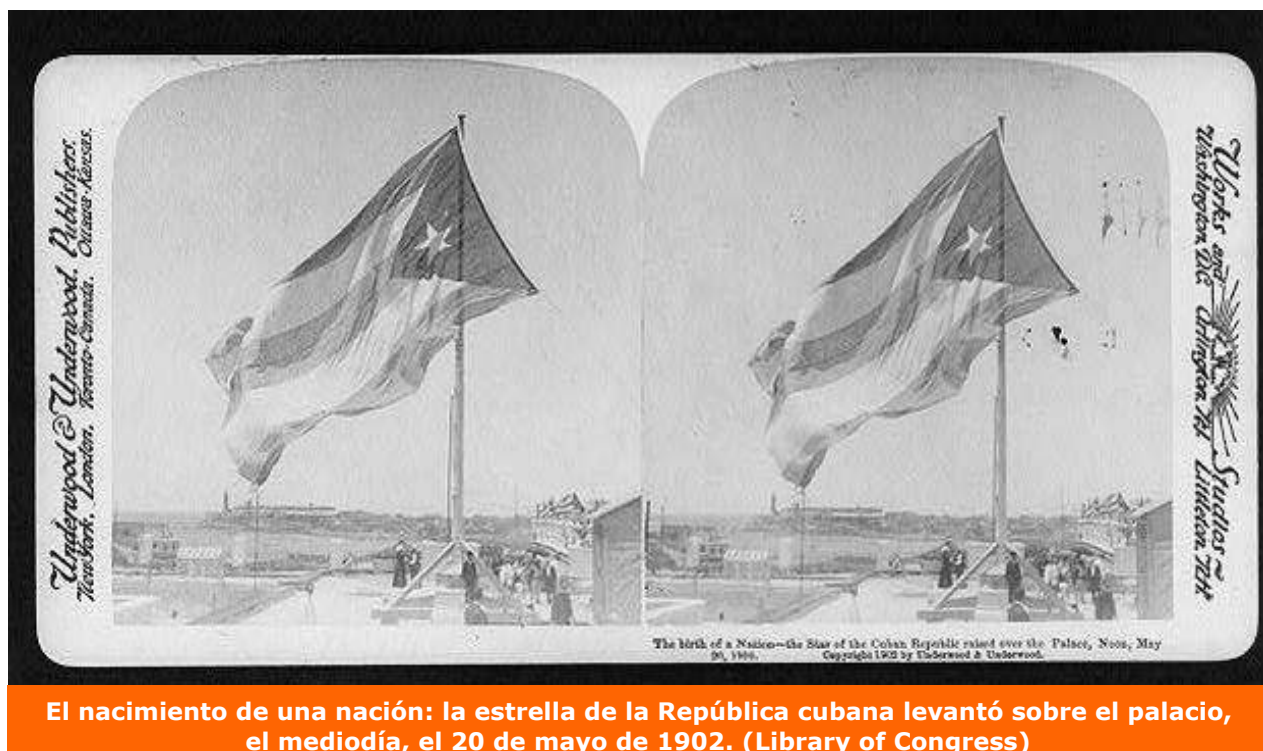 Underwood & Underwood. Publishers.
New York. London. Toronto-Canada. Ottawa-Kansas.
Works and Studios~
Washington, D.C. Arlington, N.J. Littleton, N.H.
The birth of a Nation—the Star of the Cuban Republic raised over the Palace, Noon, May
20, 1902. Copyright 1902 by Underwood & Underwood.
El nacimiento de una nación: la estrella de la República cubana levantó sobre el palacio,
el mediodía, el 20 de mayo de 1902. (Library of Congress)